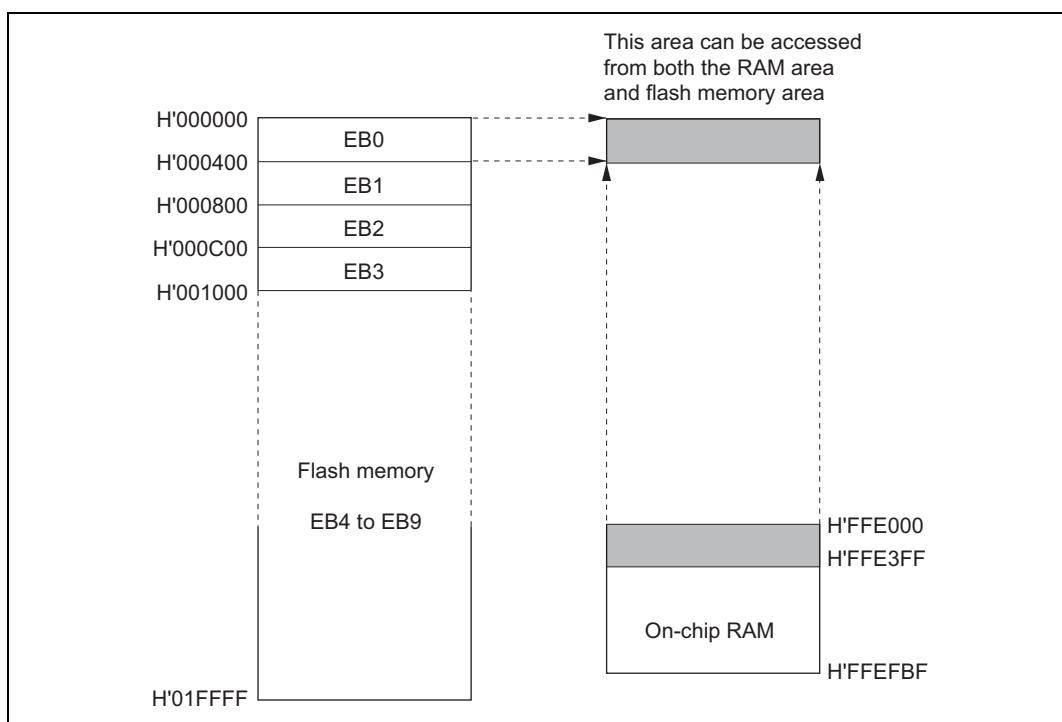 This area can be accessed
from both the RAM area
and flash memory area
H'000000
EB0
H'000400
EB1
H'000800
EB2
H'000C00
EB3
H'001000
Flash memory
EB4 to EB9
H'FFE000
H'FFE3FF
On-chip RAM
H'FFEFBF
H'01FFFF